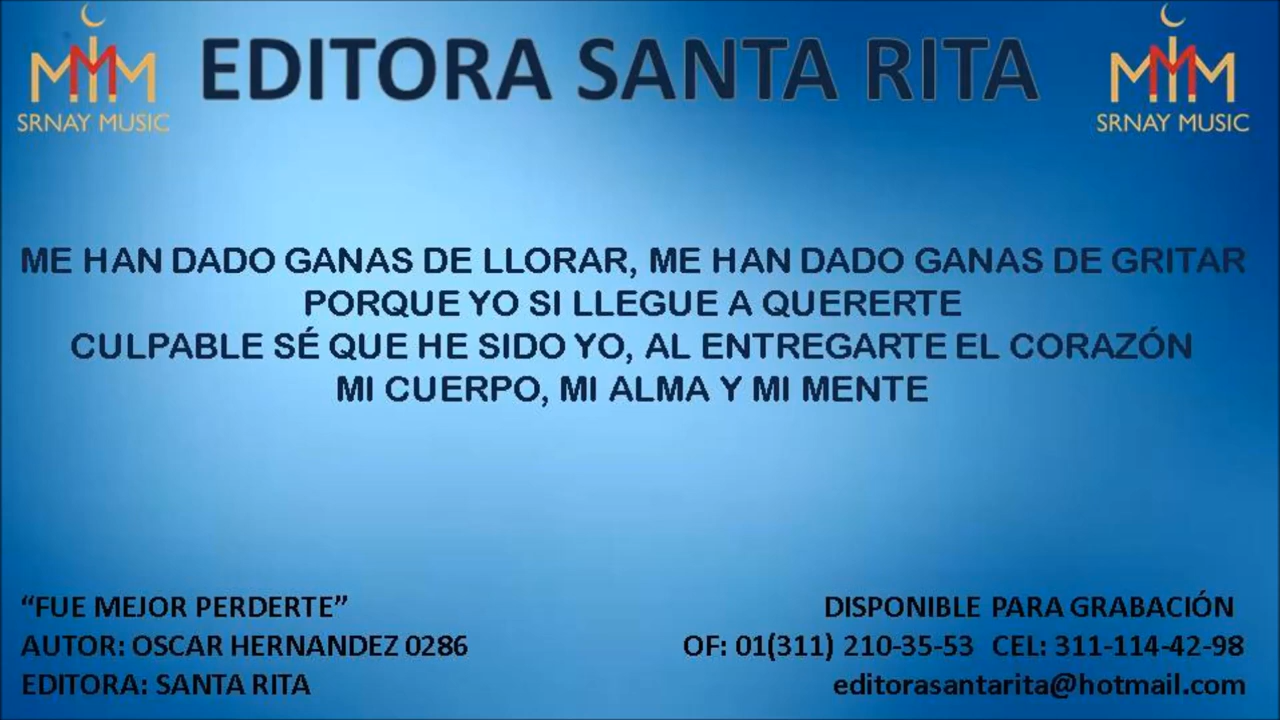 EDITORA SANTA RITA
SRNAY MUSIC
SRNAY MUSIC
ME HAN DADO GANAS DE LLORAR, ME HAN DADO GANAS DE GRITAR
PORQUE YO SI LLEGUE A QUERERTE
CULPABLE SÉ QUE HE SIDO YO, AL ENTREGARTE EL CORAZÓN
MI CUERPO, MI ALMA Y MI MENTE
“FUE MEJOR PERDERTE”
AUTOR: OSCAR HERNANDEZ 0286
EDITORA: SANTA RITA
DISPONIBLE PARA GRABACIÓN
OF: 01(311) 210-35-53 CEL: 311-114-42-98
editorasantarita@hotmail.com